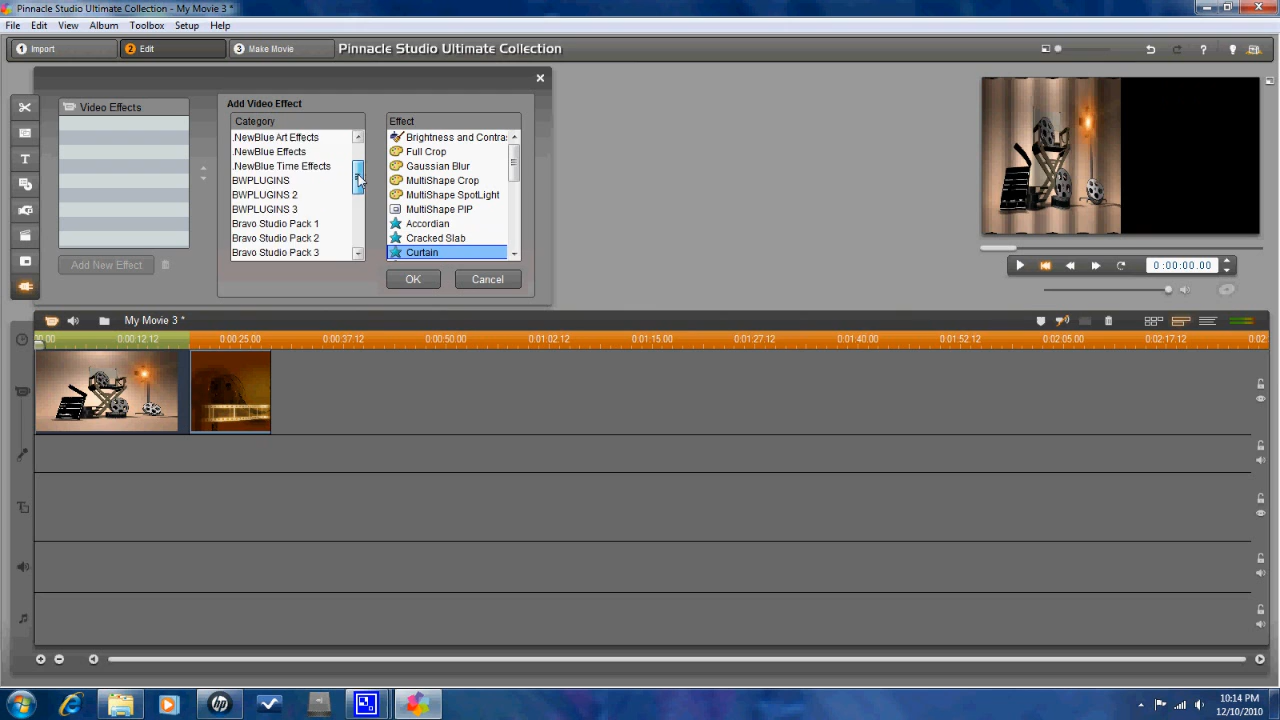 Pinnacle Studio Ultimate Collection - My Movie 3 *
File Edit View Album Toolbox Setup Help
1 Import 2 Edit 3 Make Movie Pinnacle Studio Ultimate Collection
Video Effects
Add New Effect
Add Video Effect
Category
.NewBlue Art Effects
.NewBlue Effects
.NewBlue Time Effects
BWPLUGINS
BWPLUGINS 2
BWPLUGINS 3
Bravo Studio Pack 1
Bravo Studio Pack 2
Bravo Studio Pack 3
Effect
Brightness and Contra
Full Crop
Gaussian Blur
MultiShape Crop
MultiShape SpotLight
MultiShape PIP
Accordian
Cracked Slab
Curtain
OK Cancel
0:00:00.00
My Movie 3 *
00:00 0:00:12.12 0:00:25.00 0:00:37.12 0:00:50.00 0:01:02.12 0:01:15.00 0:01:27.12 0:01:40.00 0:01:52.12 0:02:05.00 0:02:17.12 0:02:
10:14 PM
12/10/2010